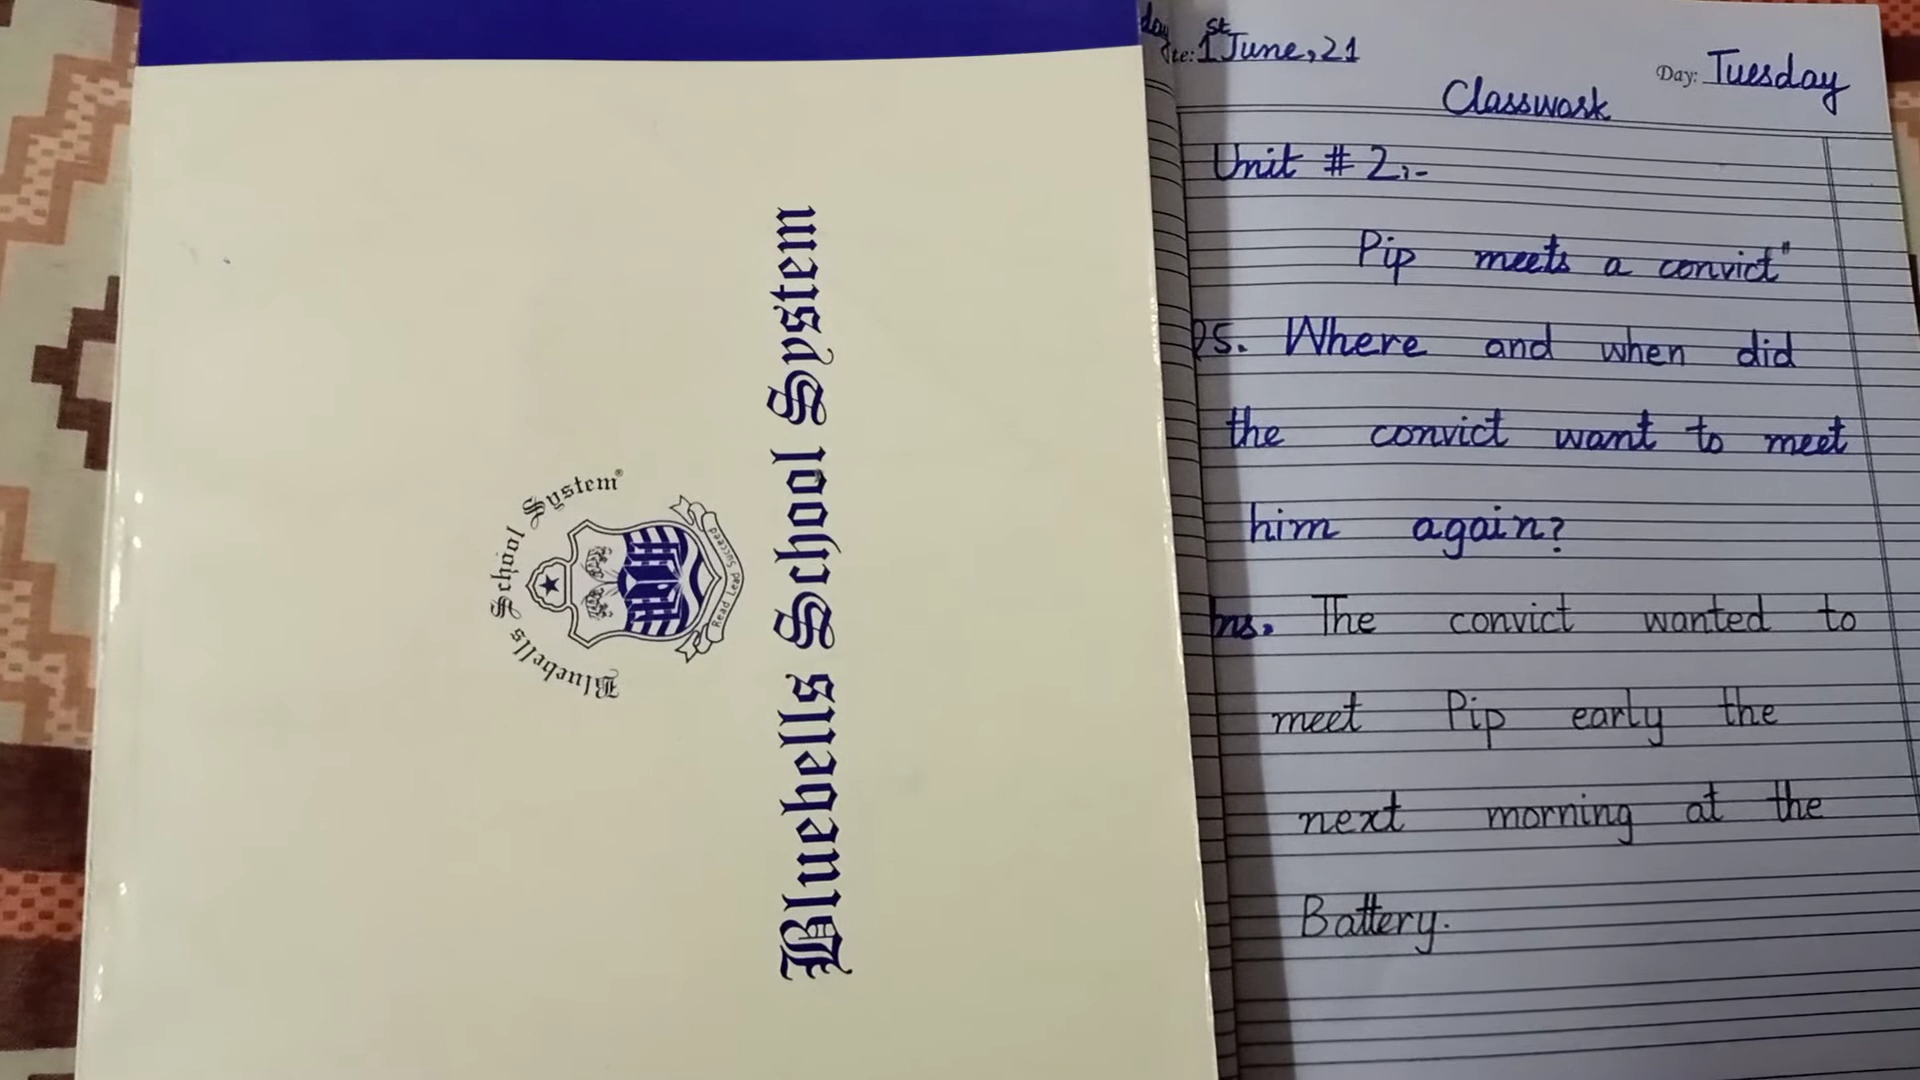 Bluebells School System
Bluebells School System®
Read Lead Succeed
1st June, 21
Day: Tuesday
Classwork
Unit # 2:-
Pip meets a convict"
Q5. Where and when did
the convict want to meet
him again?
Ans. The convict wanted to
meet Pip early the
next morning at the
Battery.